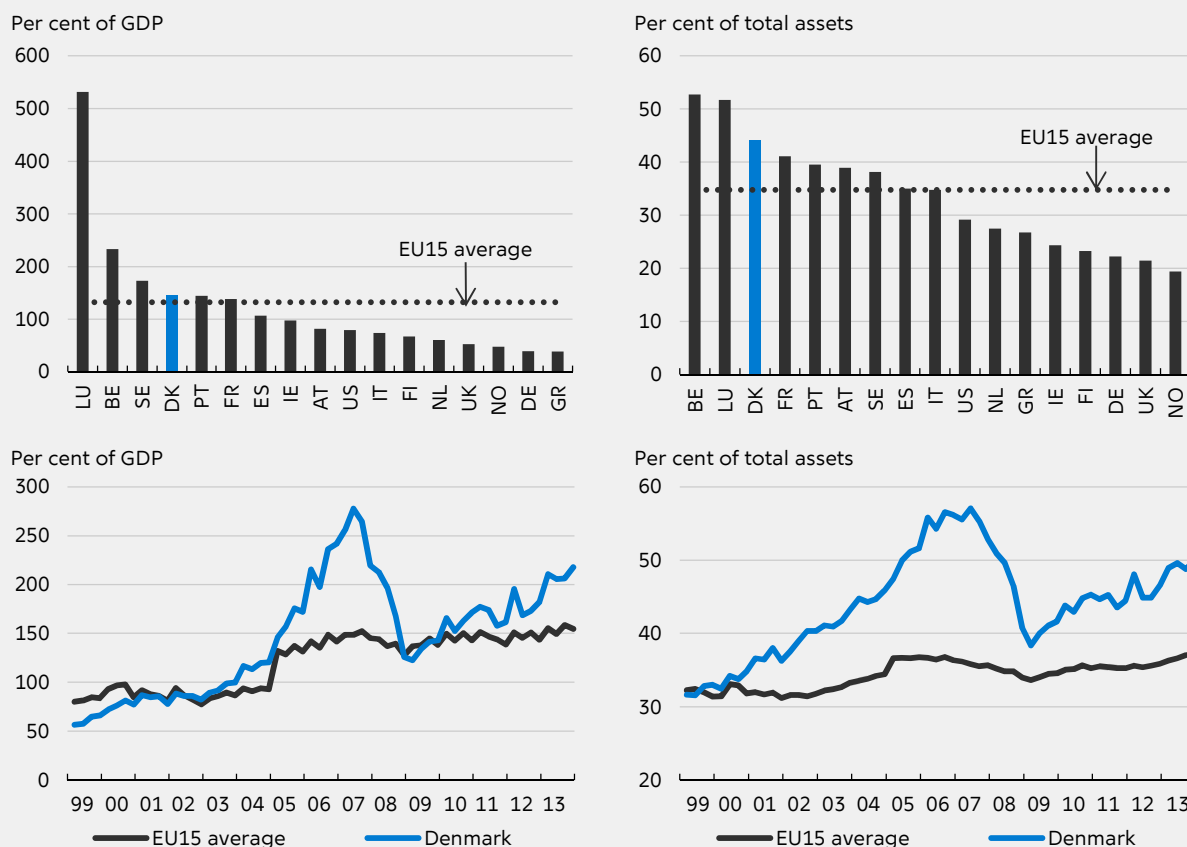 Per cent of GDP
600
500
400
300
200
100
0
EU15 average
LU BE SE DK PT FR ES IE AT US IT FI NL UK NO DE GR
Per cent of total assets
60
50
40
30
20
10
0
EU15 average
BE LU DK FR PT AT SE ES IT US NL GR IE FI DE UK NO
Per cent of GDP
300
250
200
150
100
50
0
99 00 01 02 03 04 05 06 07 08 09 10 11 12 13
EU15 average Denmark
Per cent of total assets
60
50
40
30
20
99 00 01 02 03 04 05 06 07 08 09 10 11 12 13
EU15 average Denmark